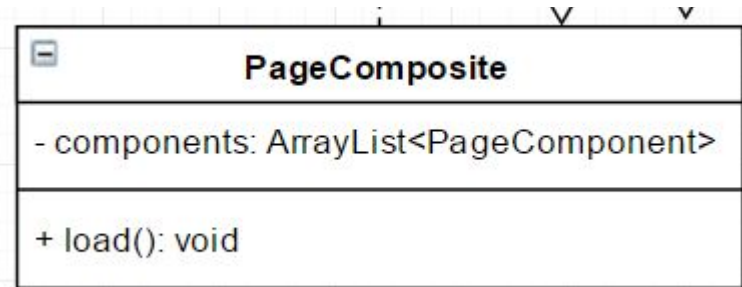 PageComposite
- components: ArrayList<PageComponent>
+ load(): void